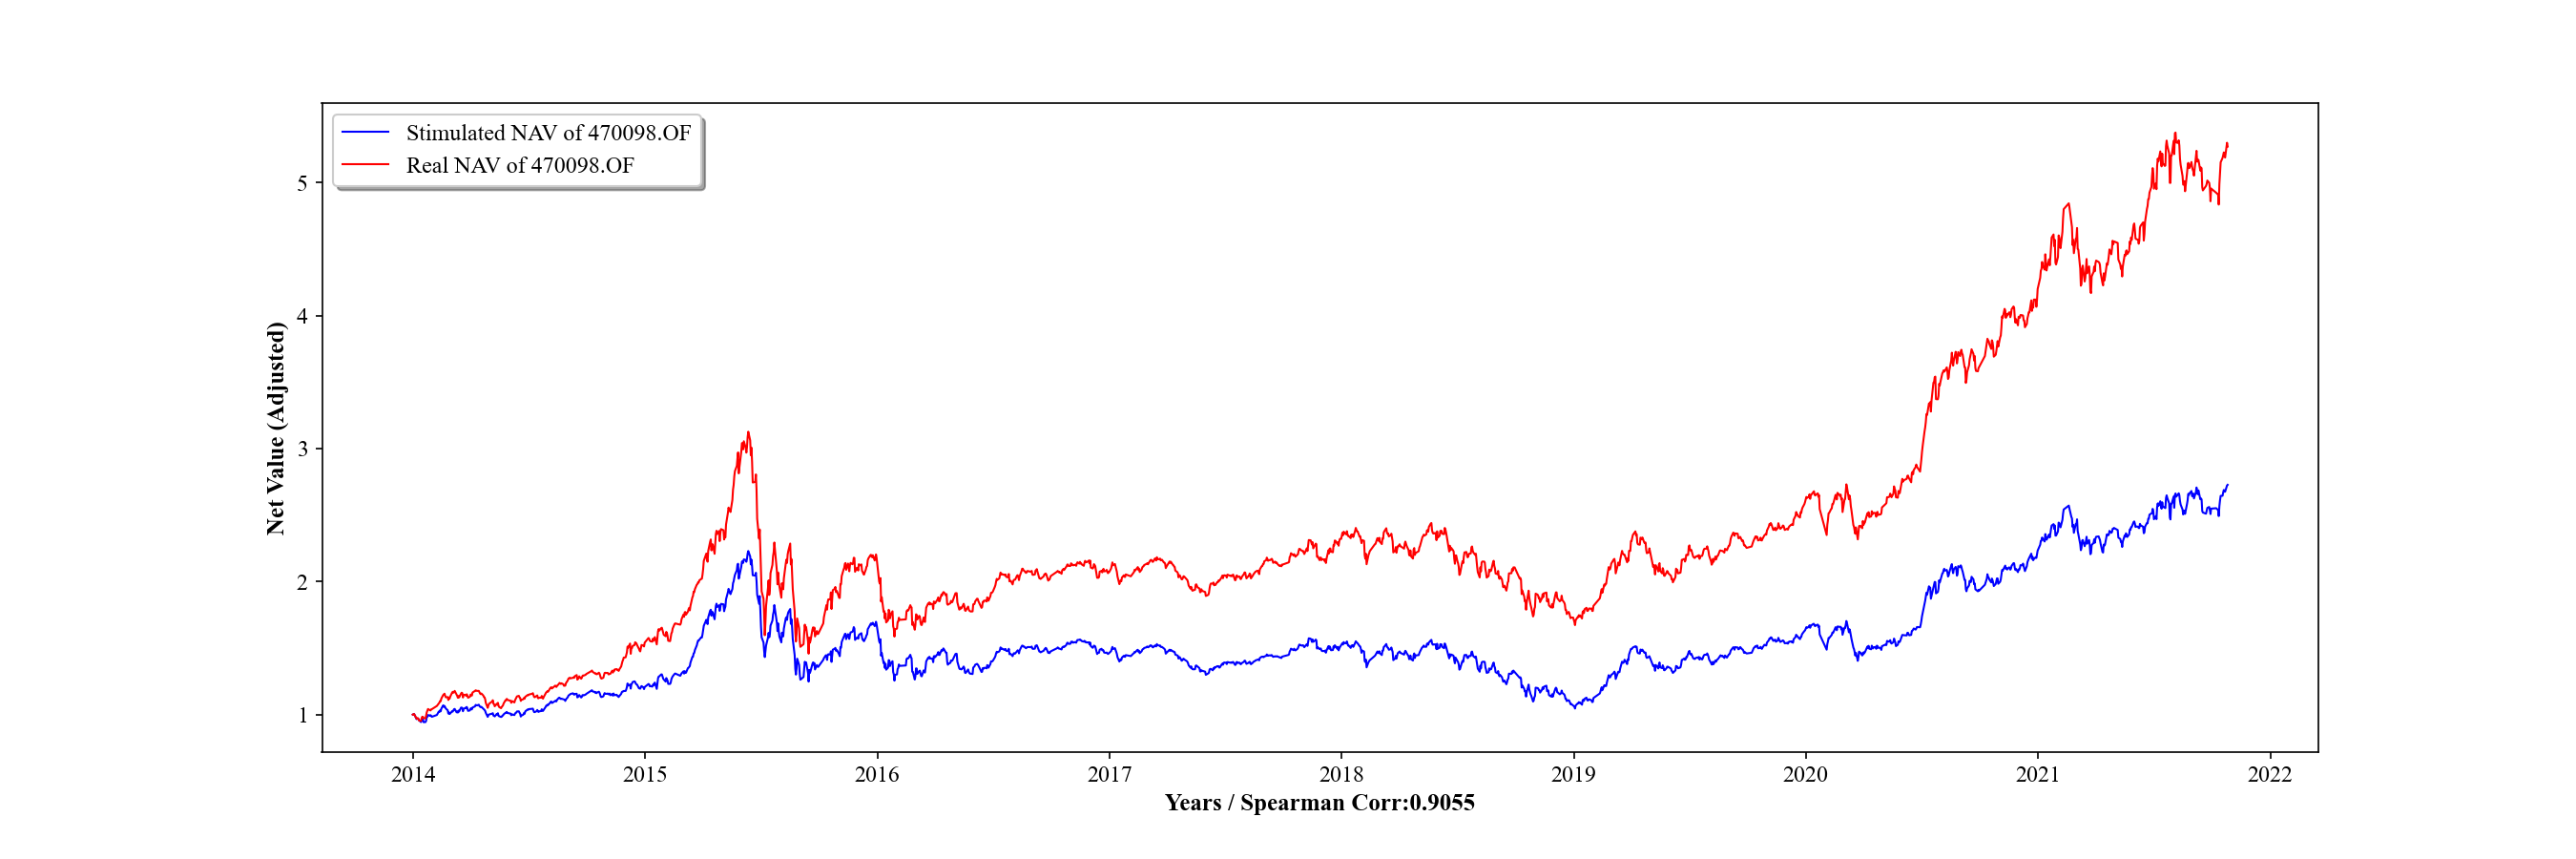 Stimulated NAV of 470098.OF
Real NAV of 470098.OF
Net Value (Adjusted)
5
4
3
2
1
2014 2015 2016 2017 2018 2019 2020 2021 2022
Years / Spearman Corr:0.9055